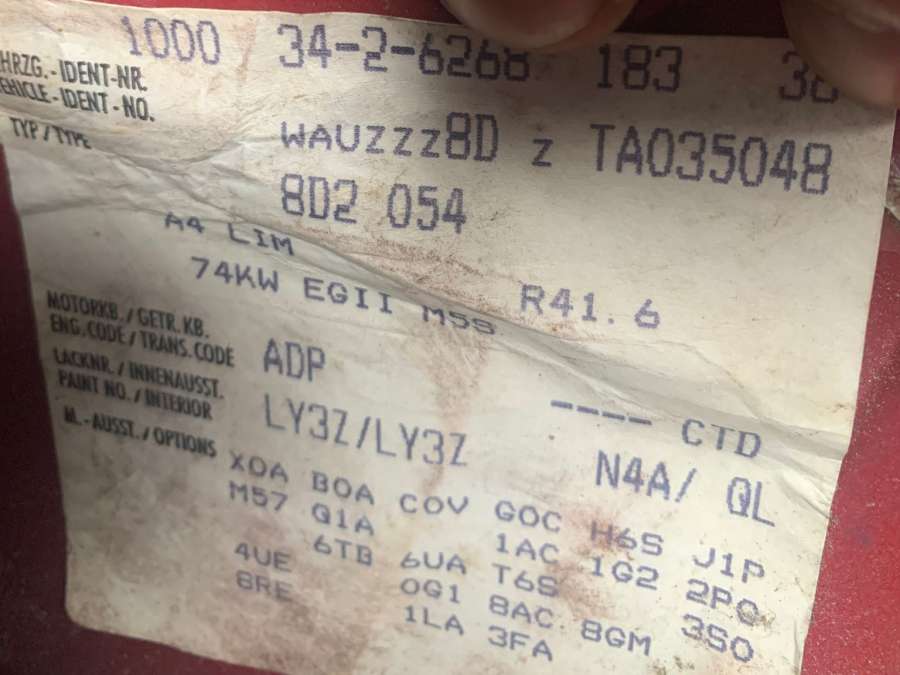 1000 34-2-6268 183
FHRZG.-IDENT-NR.
VEHICLE-IDENT-NO. WAUZZZ8D Z TA035048
TYP/TYPE 8D2 054
A4 LIM
74KW EGII M5S R41.6
MOTORKB./GETR.KB.
ENG.CODE/TRANS.CODE ADP ---- CTD
LACKNR./INNENAUSST.
PAINT NO./INTERIOR LY3Z/LY3Z N4A/ QL
M.-AUSST./OPTIONS
X0A B0A C0V G0C H6S J1P
M57 Q1A 1AC 1G2 2PC
6TB 6UA T6S 3S0
4UE 0G1 8AC 8GM
8RE 1LA 3FA